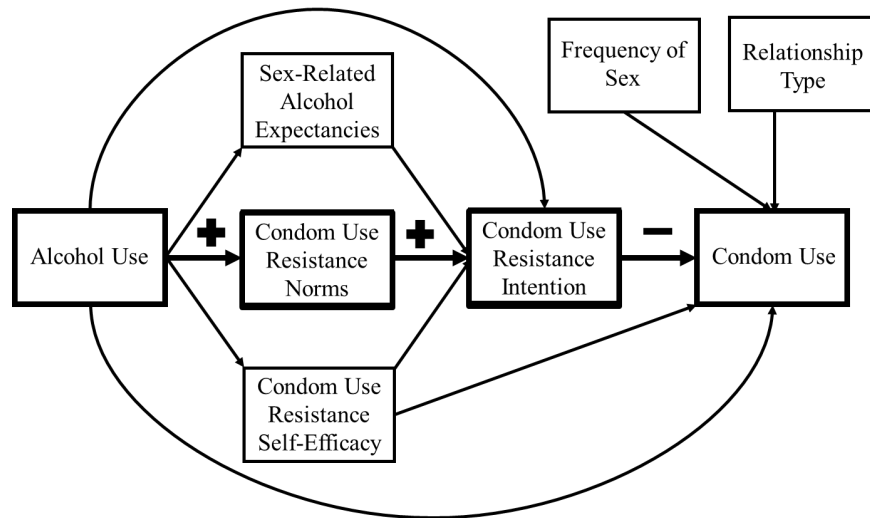 Sex-Related
Alcohol
Expectancies
Frequency of
Sex
Relationship
Type
Alcohol Use
+
Condom Use
Resistance
Norms
+
Condom Use
Resistance
Intention
−
Condom Use
Condom Use
Resistance
Self-Efficacy